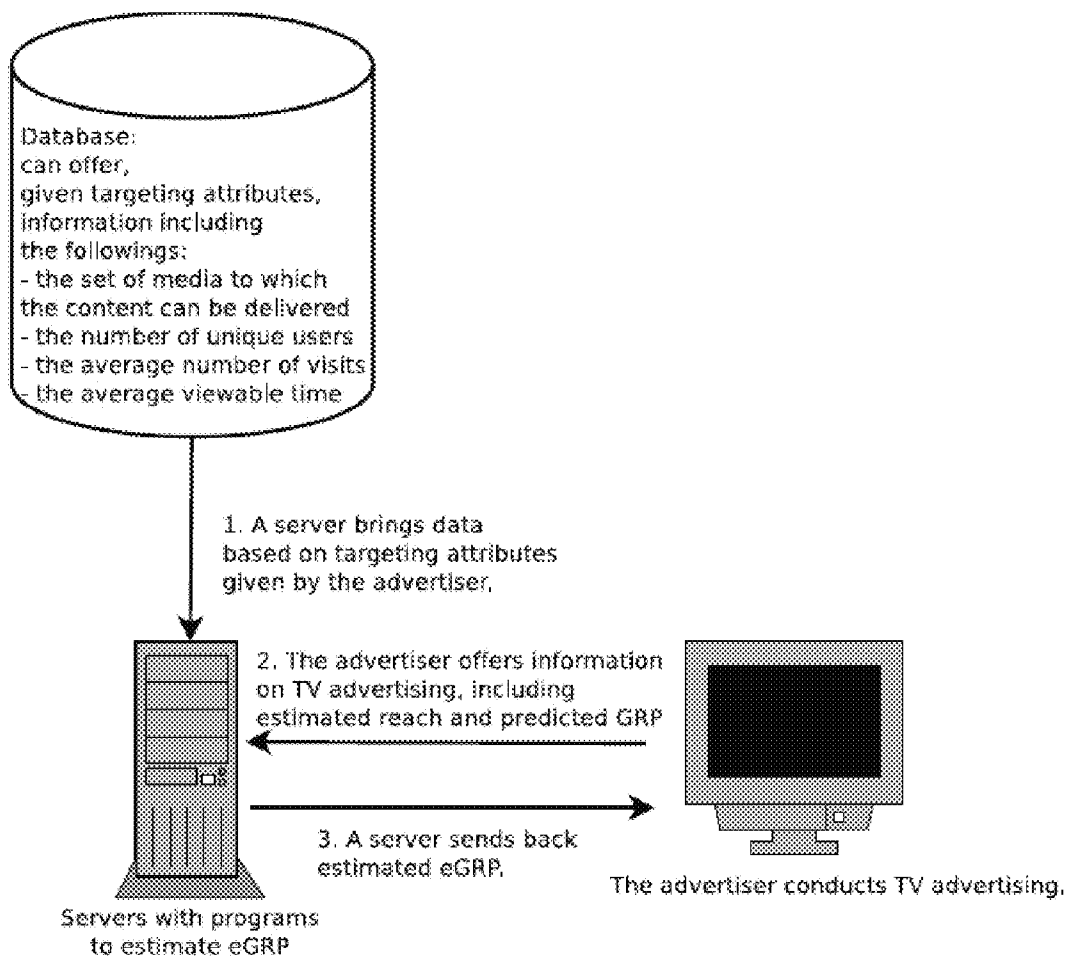 Database:
can offer,
given targeting attributes,
information including
the followings:
- the set of media to which
the content can be delivered
- the number of unique users
- the average number of visits
- the average viewable time
1. A server brings data
based on targeting attributes
given by the advertiser.
2. The advertiser offers information
on TV advertising, including
estimated reach and predicted GRP
3. A server sends back
estimated eGRP.
The advertiser conducts TV advertising.
Servers with programs
to estimate eGRP